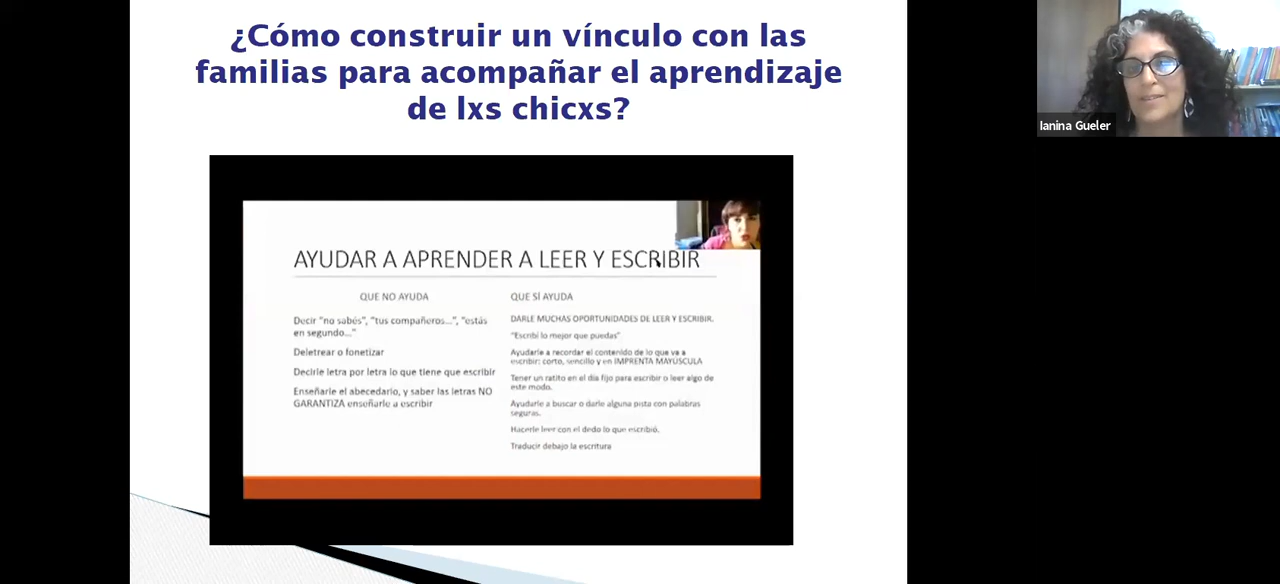 ¿Cómo construir un vínculo con las
familias para acompañar el aprendizaje
de lxs chicxs?
Ianina Gueler
AYUDAR A APRENDER A LEER Y ESCRIBIR
QUE NO AYUDA
Decir "no sabés", "tus compañeros...", "estás
en segundo..."
Deletrear o fonetizar
Decirle letra por letra lo que tiene que escribir
Enseñarle el abecedario, y saber las letras NO
GARANTIZA enseñarle a escribir
QUE SÍ AYUDA
DARLE MUCHAS OPORTUNIDADES DE LEER Y ESCRIBIR.
"Escribí lo mejor que puedas"
Ayudarle a recordar el contenido de lo que va a
escribir: corto, sencillo y en IMPRENTA MAYÚSCULA
Tener un ratito en el día fijo para escribir o leer algo de
este modo.
Ayudarle a buscar o darle alguna pista con palabras
seguras.
Hacerle leer con el dedo lo que escribió.
Traducir debajo la escritura